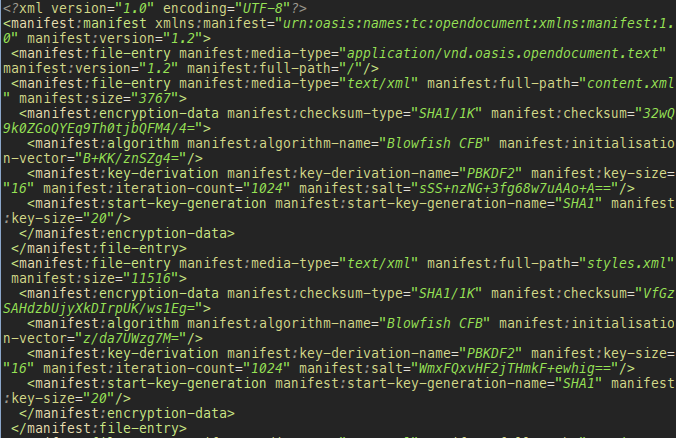 <?xml version="1.0" encoding="UTF-8"?>
<manifest:manifest xmlns:manifest="urn:oasis:names:tc:opendocument:xmlns:manifest:1.
0" manifest:version="1.2">
 <manifest:file-entry manifest:media-type="application/vnd.oasis.opendocument.text"
manifest:version="1.2" manifest:full-path="/"/>
 <manifest:file-entry manifest:media-type="text/xml" manifest:full-path="content.xml
" manifest:size="3767">
  <manifest:encryption-data manifest:checksum-type="SHA1/1K" manifest:checksum="32wQ
9k0ZGoQYEq9Th0tjbQFM4/4=">
   <manifest:algorithm manifest:algorithm-name="Blowfish CFB" manifest:initialisatio
n-vector="B+KK/znSZg4="/>
   <manifest:key-derivation manifest:key-derivation-name="PBKDF2" manifest:key-size=
"16" manifest:iteration-count="1024" manifest:salt="sSS+nzNG+3fg68w7uAAo+A=="/>
   <manifest:start-key-generation manifest:start-key-generation-name="SHA1" manifest
:key-size="20"/>
  </manifest:encryption-data>
 </manifest:file-entry>
 <manifest:file-entry manifest:media-type="text/xml" manifest:full-path="styles.xml"
 manifest:size="11516">
  <manifest:encryption-data manifest:checksum-type="SHA1/1K" manifest:checksum="VfGz
SAHdzbUjyXkDIrpUK/ws1Eg=">
   <manifest:algorithm manifest:algorithm-name="Blowfish CFB" manifest:initialisatio
n-vector="z/da7UWzg7M="/>
   <manifest:key-derivation manifest:key-derivation-name="PBKDF2" manifest:key-size=
"16" manifest:iteration-count="1024" manifest:salt="WmxFQxvHF2jTHmkF+ewhig=="/>
   <manifest:start-key-generation manifest:start-key-generation-name="SHA1" manifest
:key-size="20"/>
  </manifest:encryption-data>
 </manifest:file-entry>